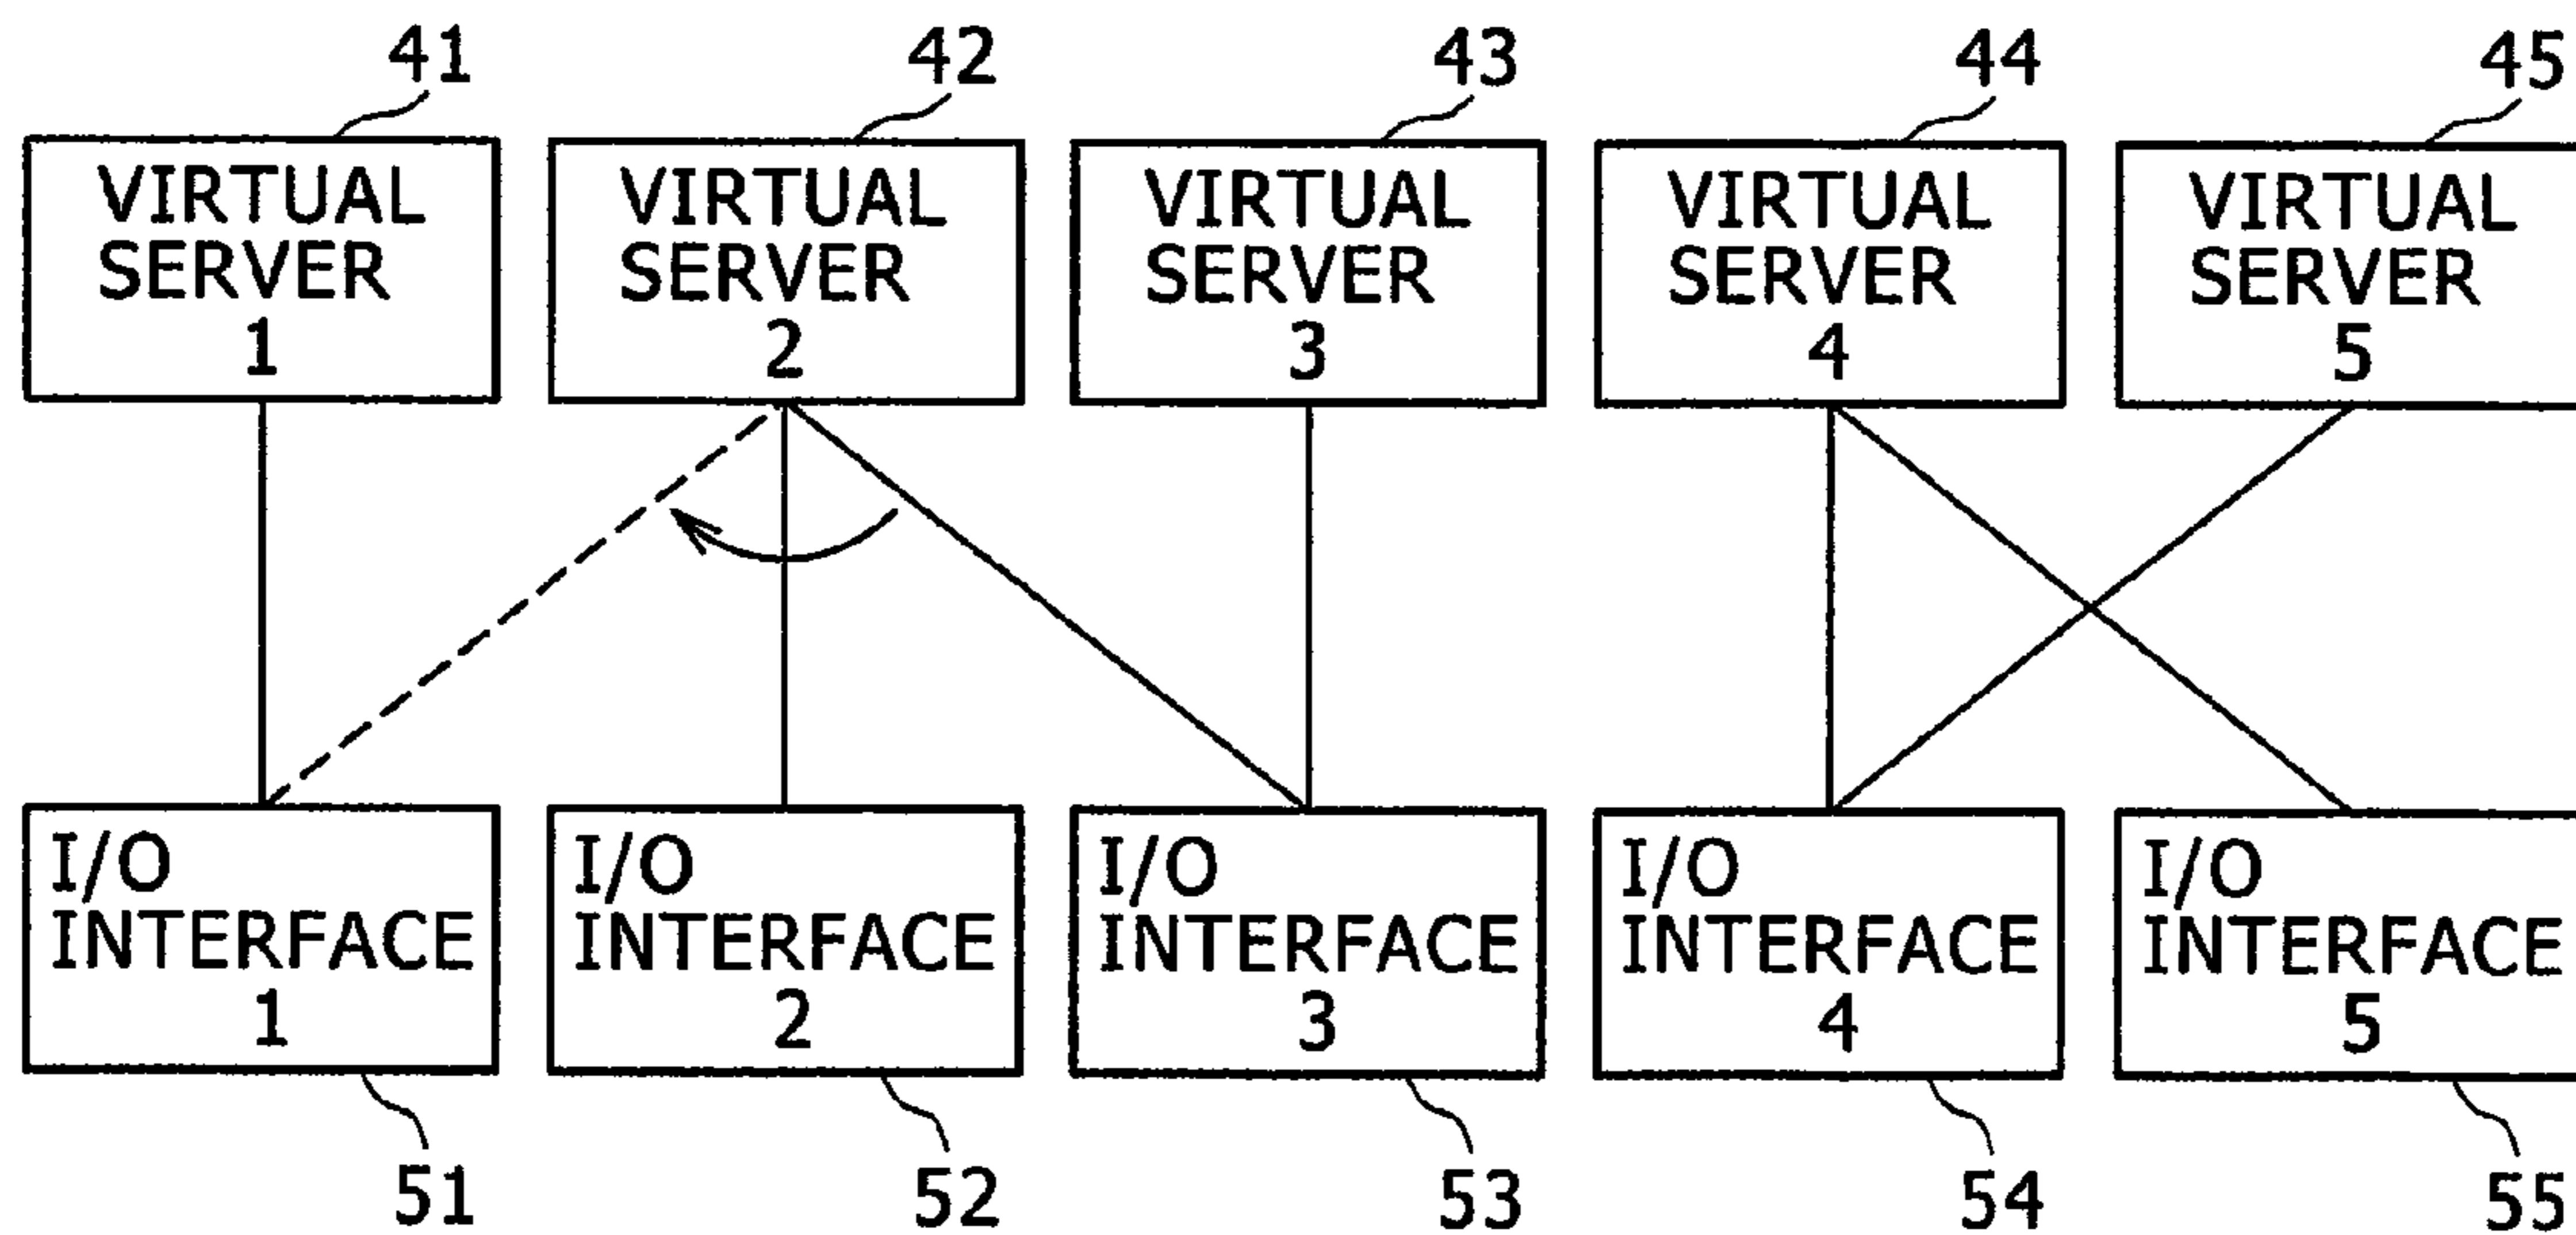 41
42
43
44
45
VIRTUAL
SERVER
1
VIRTUAL
SERVER
2
VIRTUAL
SERVER
3
VIRTUAL
SERVER
4
VIRTUAL
SERVER
5
I/O
INTERFACE
1
I/O
INTERFACE
2
I/O
INTERFACE
3
I/O
INTERFACE
4
I/O
INTERFACE
5
51
52
53
54
55